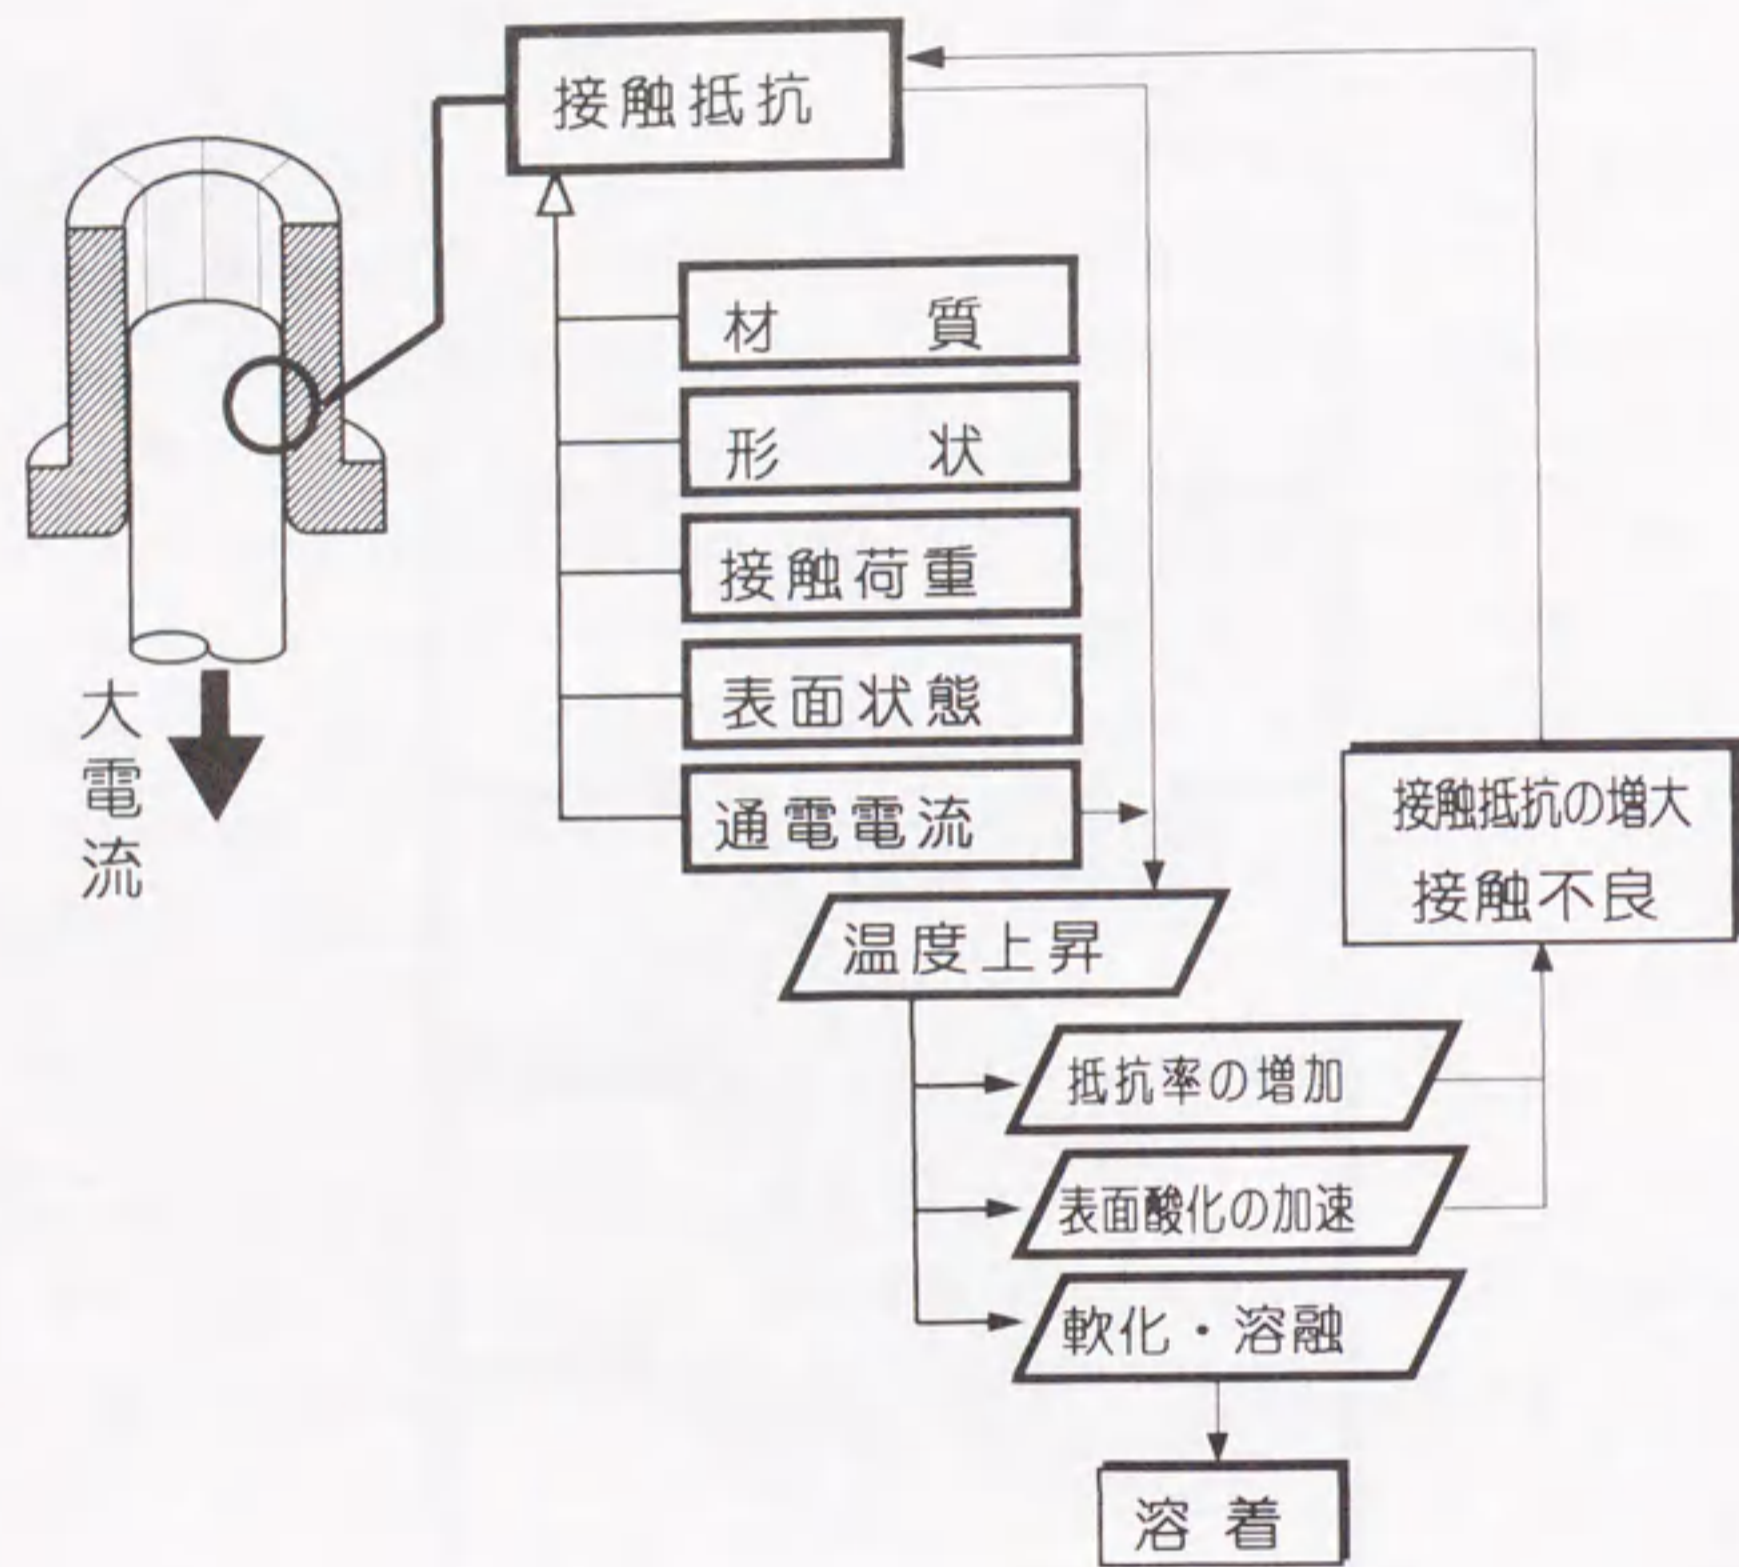 接触抵抗
材 質
形 状
接触荷重
表面状態
通電電流
大電流
温度上昇
接触抵抗の増大
接触不良
抵抗率の増加
表面酸化の加速
軟化・溶融
溶着